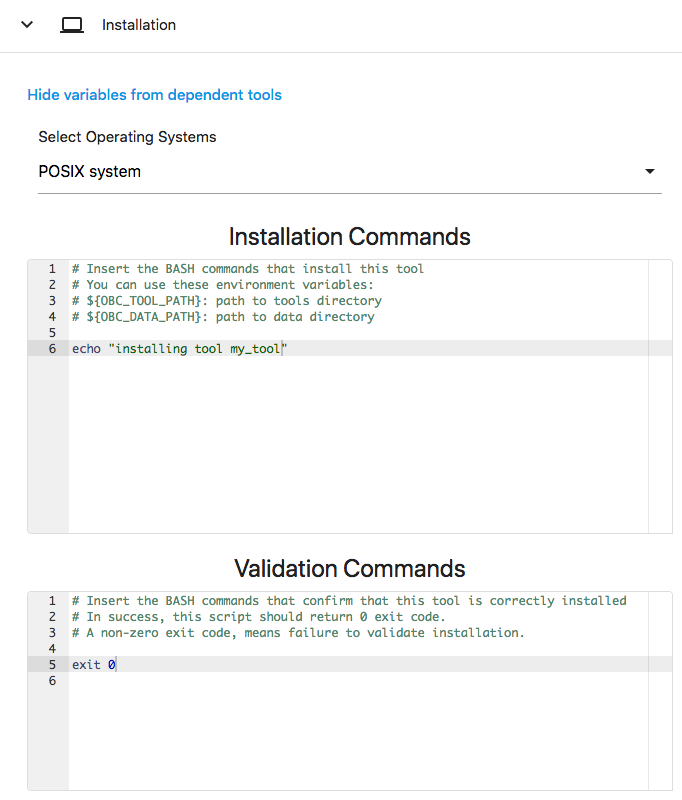 Installation
Hide variables from dependent tools
Select Operating Systems
POSIX system
Installation Commands
1 # Insert the BASH commands that install this tool
2 # You can use these environment variables:
3 # ${OBC_TOOL_PATH}: path to tools directory
4 # ${OBC_DATA_PATH}: path to data directory
5
6 echo "installing tool my_tool"
Validation Commands
1 # Insert the BASH commands that confirm that this tool is correctly installed
2 # In success, this script should return 0 exit code.
3 # A non-zero exit code, means failure to validate installation.
4
5 exit 0
6